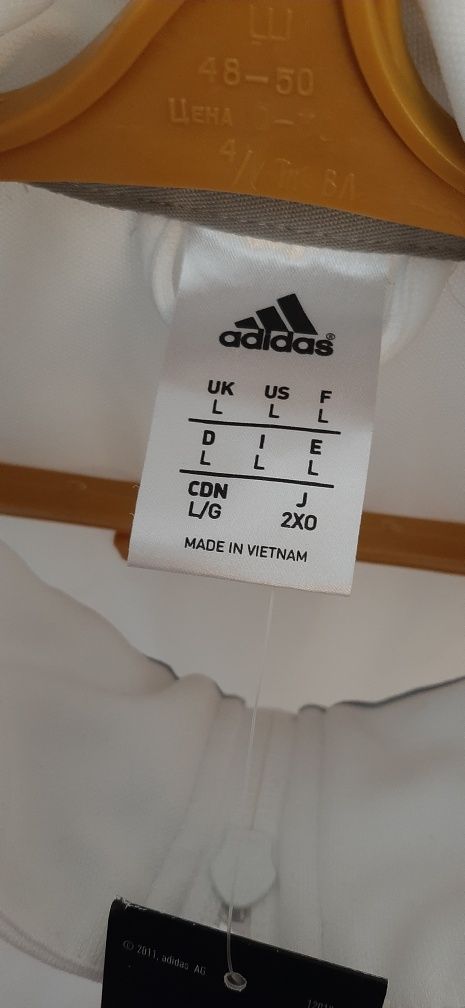 Ш
48-50
ЦЕНА
adidas®
UK US F
L L L
D I E
L L L
CDN J
L/G 2XO
MADE IN VIETNAM
© 2011, adidas AG